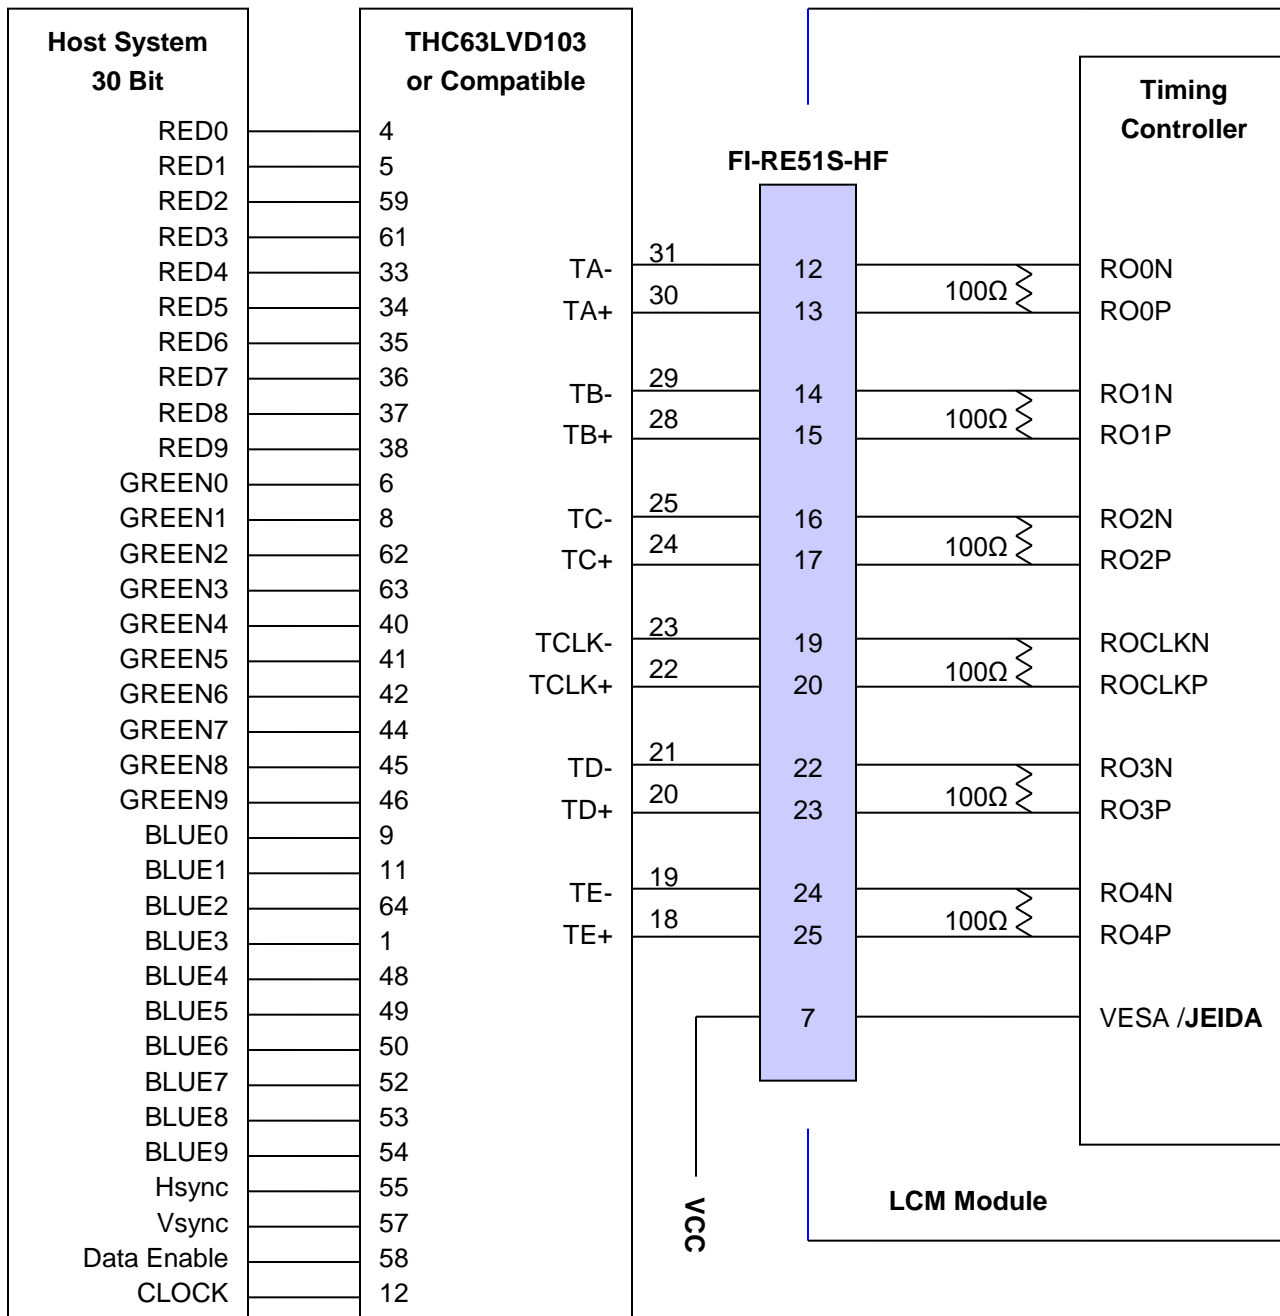 Host System
30 Bit
RED0
RED1
RED2
RED3
RED4
RED5
RED6
RED7
RED8
RED9
GREEN0
GREEN1
GREEN2
GREEN3
GREEN4
GREEN5
GREEN6
GREEN7
GREEN8
GREEN9
BLUE0
BLUE1
BLUE2
BLUE3
BLUE4
BLUE5
BLUE6
BLUE7
BLUE8
BLUE9
Hsync
Vsync
Data Enable
CLOCK
THC63LVD103
or Compatible
4
5
59
61
33
34
35
36
37
38
6
8
62
63
40
41
42
44
45
46
9
11
64
1
48
49
50
52
53
54
55
57
58
12
TA-
TA+
TB-
TB+
TC-
TC+
TCLK-
TCLK+
TD-
TD+
TE-
TE+
31
30
29
28
25
24
23
22
21
20
19
18
VCC
FI-RE51S-HF
12
13
14
15
16
17
19
20
22
23
24
25
7
100Ω
100Ω
100Ω
100Ω
100Ω
100Ω
Timing
Controller
RO0N
RO0P
RO1N
RO1P
RO2N
RO2P
ROCLKN
ROCLKP
RO3N
RO3P
RO4N
RO4P
VESA /JEIDA
LCM Module